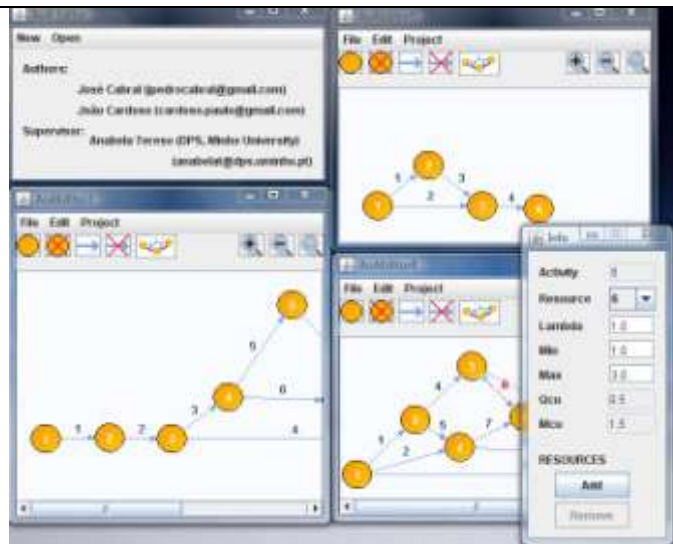 New Open
Authors:
José Cabral (pedrocabral@gmail.com)
João Cardoso (cardoso.paulo@gmail.com)
Supervisor:
Anabela Tereso (DPS, Minho University)
(anabelat@dps.uminho.pt)
File Edit Project
1
2
3
4
File Edit Project
1
2
3
5
6
4
File Edit Project
1
2
4
5
7
Info
Activity
Resource 6
Lambda 1.0
Min 1.0
Max 3.0
Qcu 0.5
Mcu 1.5
RESOURCES
Add
Remove